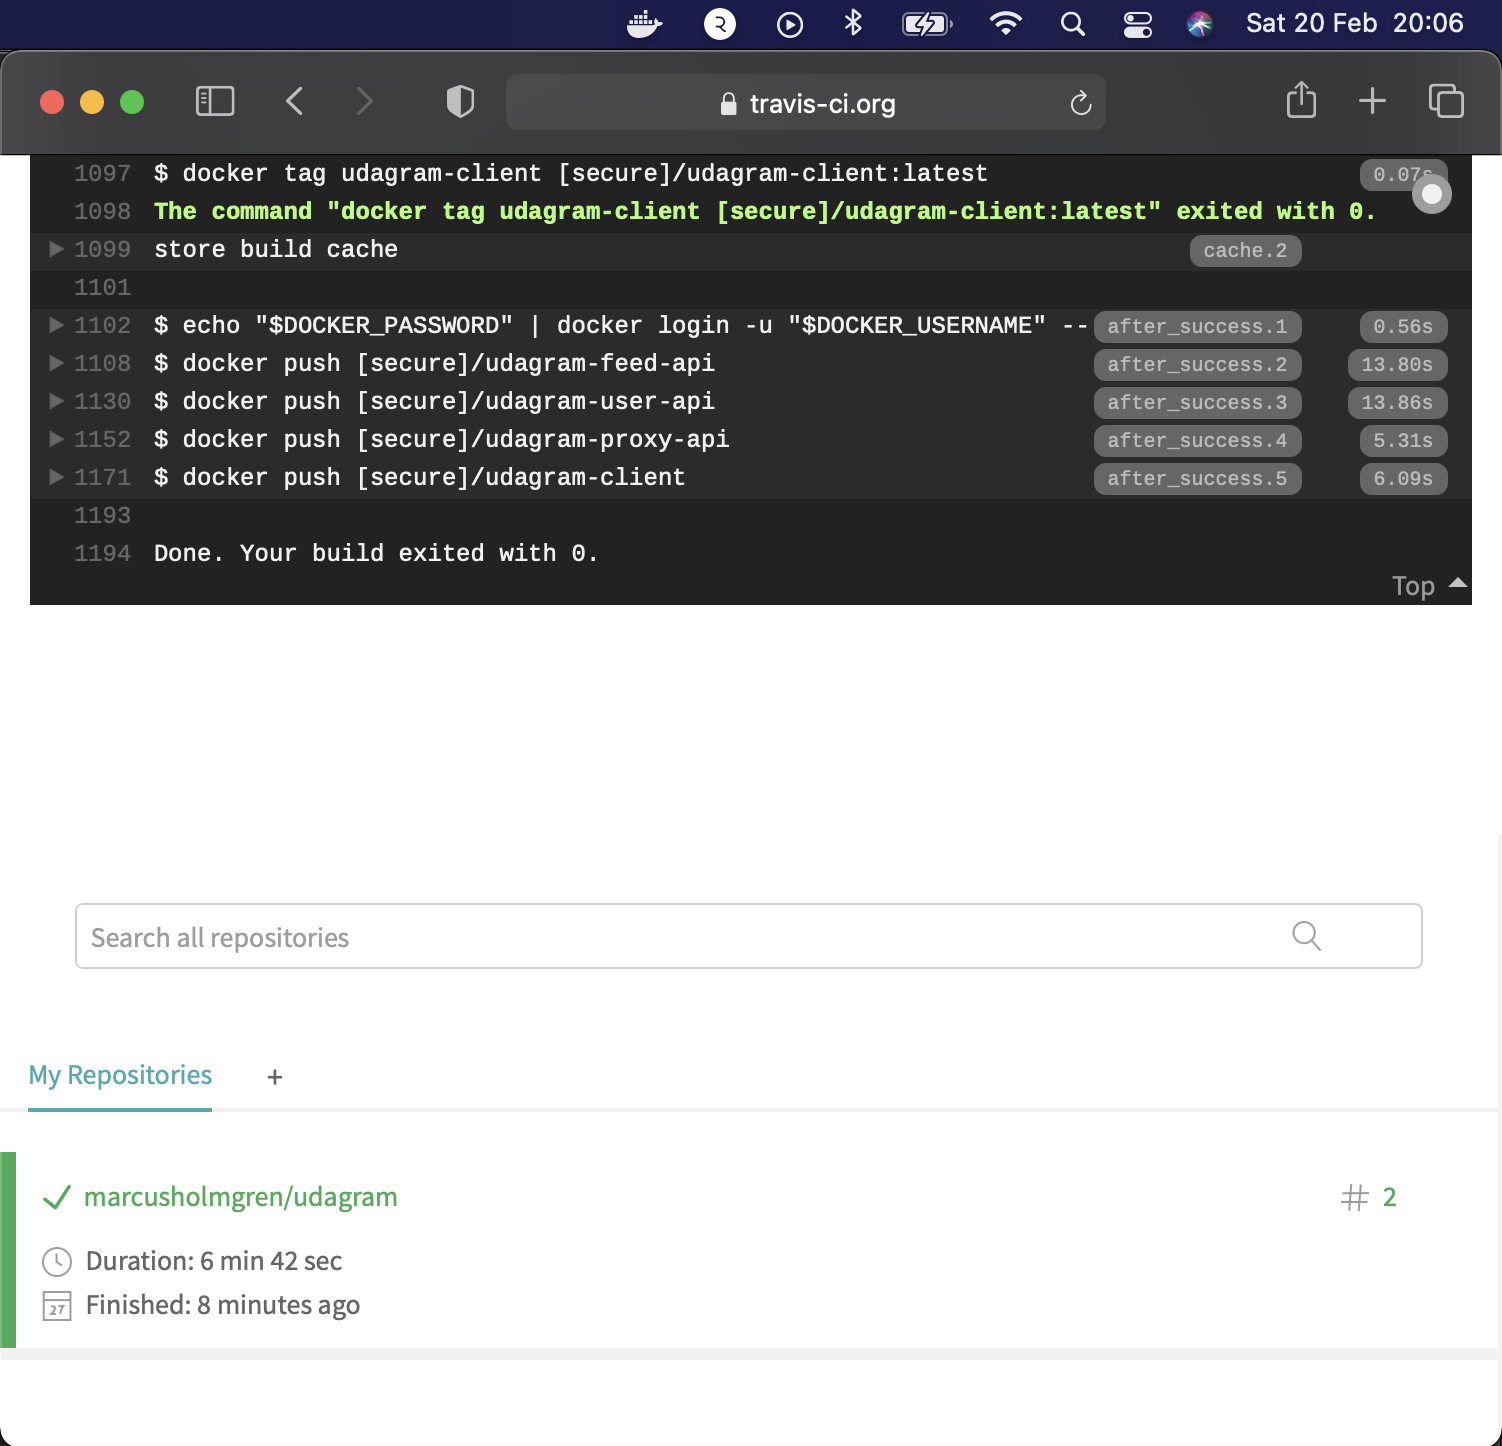 Sat 20 Feb 20:06
travis-ci.org
1097 $ docker tag udagram-client [secure]/udagram-client:latest 0.07s
1098 The command "docker tag udagram-client [secure]/udagram-client:latest" exited with 0.
1099 store build cache cache.2
1101
1102 $ echo "$DOCKER_PASSWORD" | docker login -u "$DOCKER_USERNAME" -- after_success.1 0.56s
1108 $ docker push [secure]/udagram-feed-api after_success.2 13.80s
1130 $ docker push [secure]/udagram-user-api after_success.3 13.86s
1152 $ docker push [secure]/udagram-proxy-api after_success.4 5.31s
1171 $ docker push [secure]/udagram-client after_success.5 6.09s
1193
1194 Done. Your build exited with 0.
Top
Search all repositories
My Repositories +
marcusholmgren/udagram # 2
Duration: 6 min 42 sec
27 Finished: 8 minutes ago